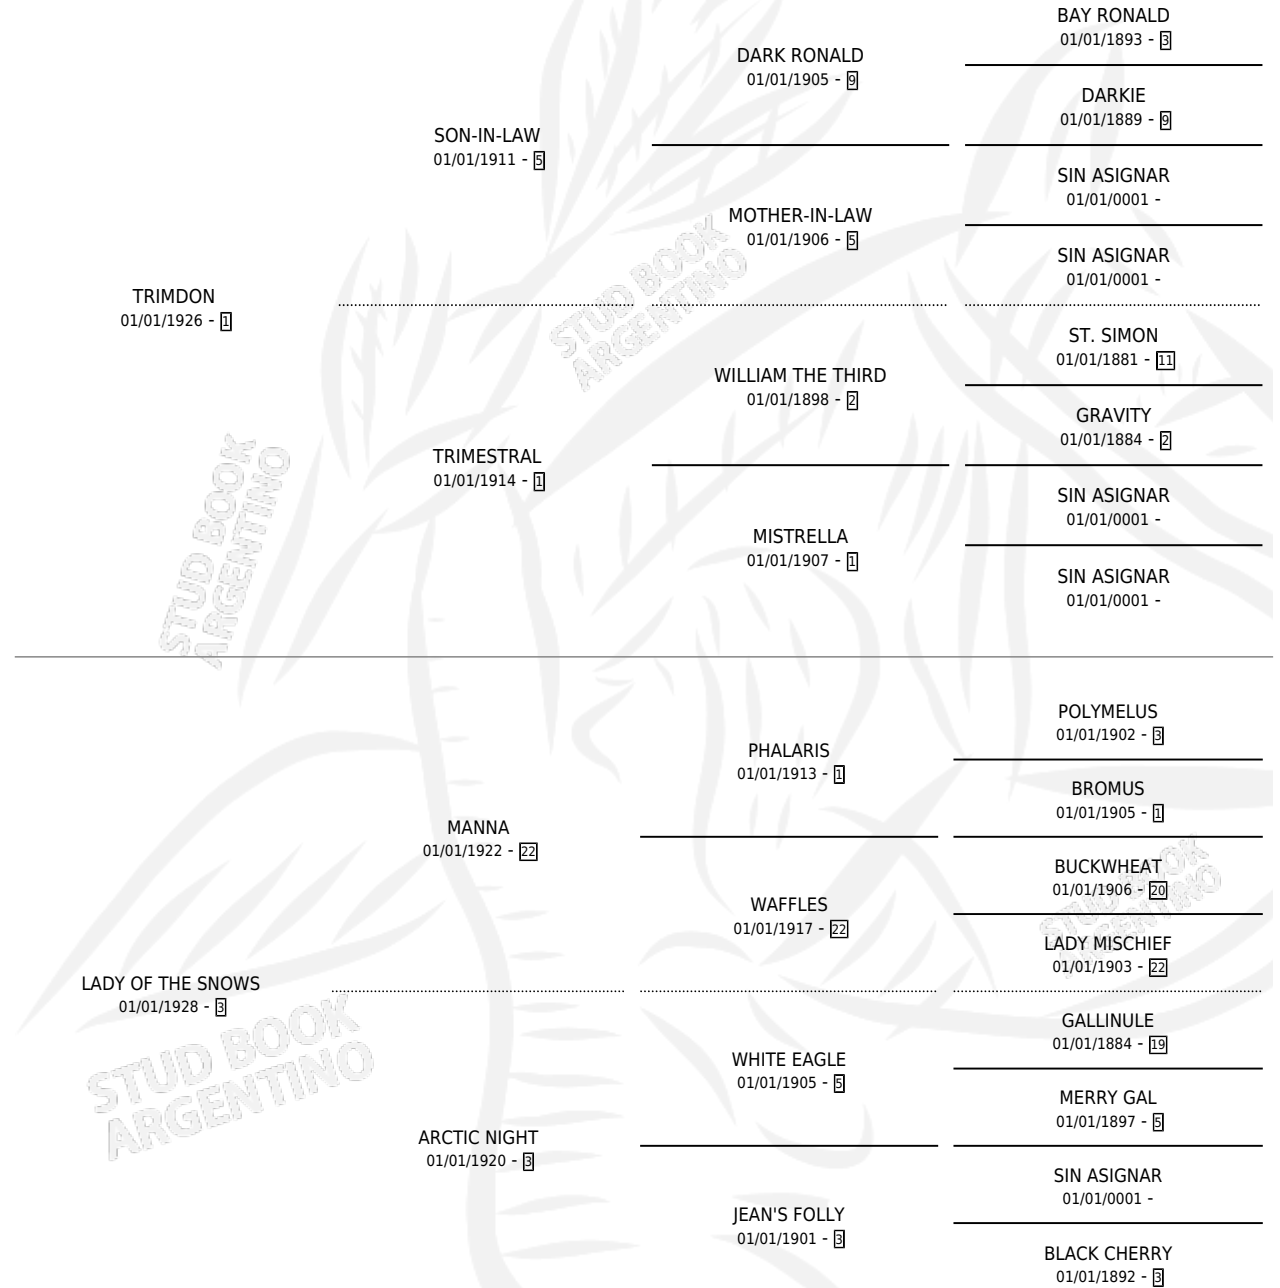 BAY RONALD
01/01/1893 - 3
DARK RONALD
01/01/1905 - 9
DARKIE
01/01/1889 - 9
SON-IN-LAW
01/01/1911 - 5
SIN ASIGNAR
01/01/0001 -
MOTHER-IN-LAW
01/01/1906 - 5
SIN ASIGNAR
01/01/0001 -
TRIMDON
01/01/1926 - 1
ST. SIMON
01/01/1881 - 11
WILLIAM THE THIRD
01/01/1898 - 2
GRAVITY
01/01/1884 - 2
TRIMESTRAL
01/01/1914 - 1
SIN ASIGNAR
01/01/0001 -
MISTRELLA
01/01/1907 - 1
SIN ASIGNAR
01/01/0001 -
STUD BOOK
ARGENTINO
STUD BOOK
ARGENTINO
POLYMELUS
01/01/1902 - 3
PHALARIS
01/01/1913 - 1
BROMUS
01/01/1905 - 1
MANNA
01/01/1922 - 22
BUCKWHEAT
01/01/1906 - 20
WAFFLES
01/01/1917 - 22
LADY MISCHIEF
01/01/1903 - 22
LADY OF THE SNOWS
01/01/1928 - 3
GALLINULE
01/01/1884 - 19
WHITE EAGLE
01/01/1905 - 5
MERRY GAL
01/01/1897 - 5
ARCTIC NIGHT
01/01/1920 - 3
SIN ASIGNAR
01/01/0001 -
JEAN'S FOLLY
01/01/1901 - 3
BLACK CHERRY
01/01/1892 - 3
STUD BOOK
ARGENTINO
STUD BOOK
ARGENTINO